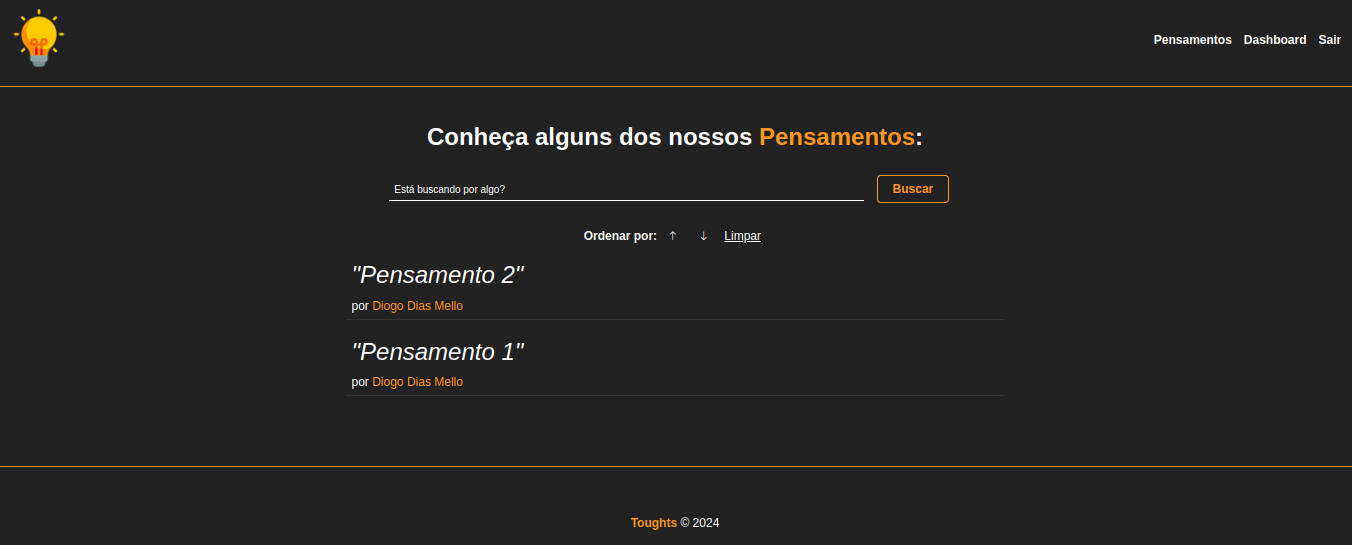 Pensamentos Dashboard Sair
Conheça alguns dos nossos Pensamentos:
Está buscando por algo? Buscar
Ordenar por: ↑ ↓ Limpar
"Pensamento 2"
por Diogo Dias Mello
"Pensamento 1"
por Diogo Dias Mello
Toughts © 2024